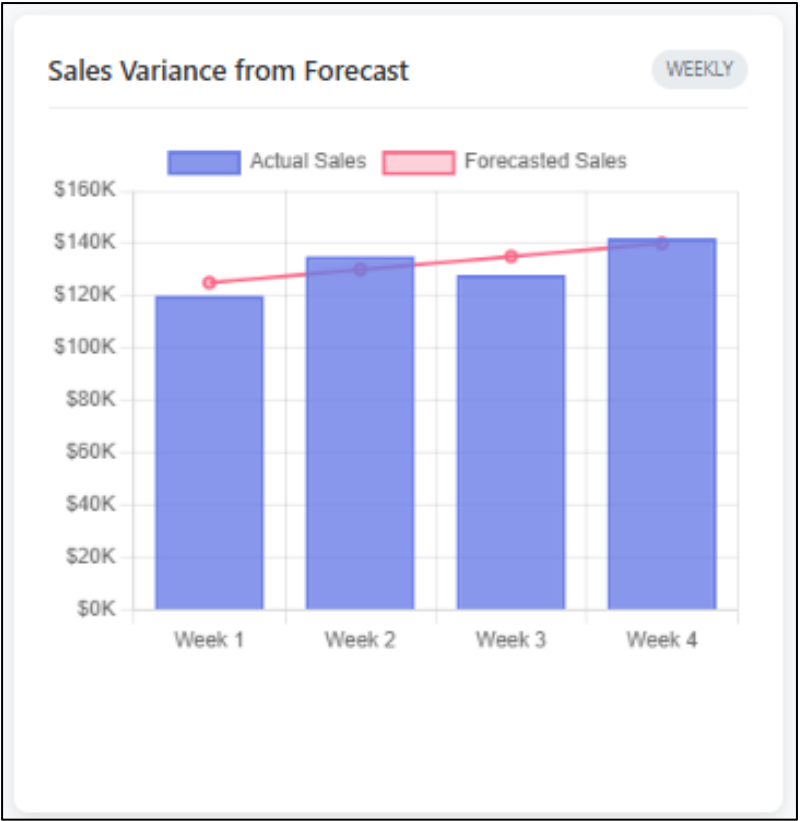 Sales Variance from Forecast WEEKLY
Actual Sales Forecasted Sales
$160K
$140K
$120K
$100K
$80K
$60K
$40K
$20K
$0K
Week 1 Week 2 Week 3 Week 4